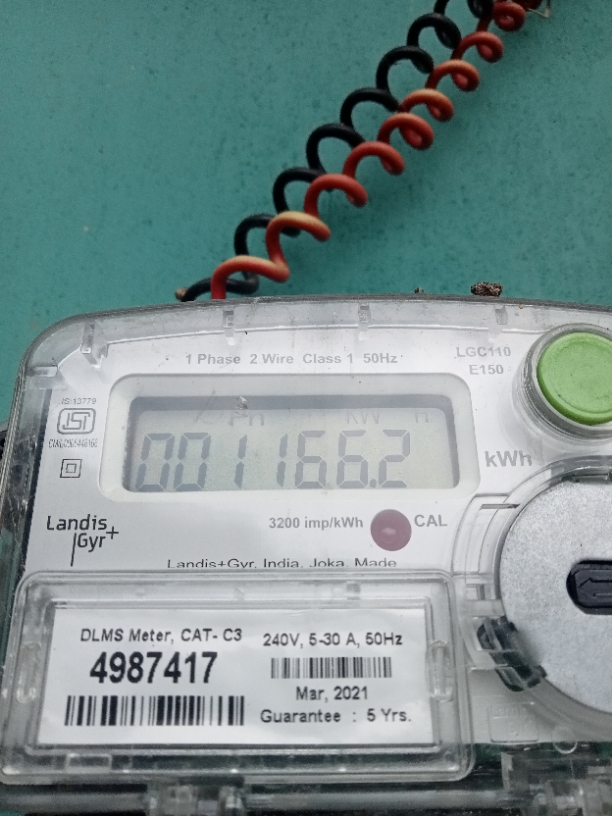 1 Phase 2 Wire Class 1 50Hz
LGC110
E150
IS:13779
kW H
001166.2
kWh
Landis
Gyr+
3200 imp/kWh
CAL
Landis+Gyr, India, Joka, Made
DLMS Meter, CAT- C3
4987417
240V, 5-30 A, 50Hz
Mar, 2021
Guarantee : 5 Yrs.